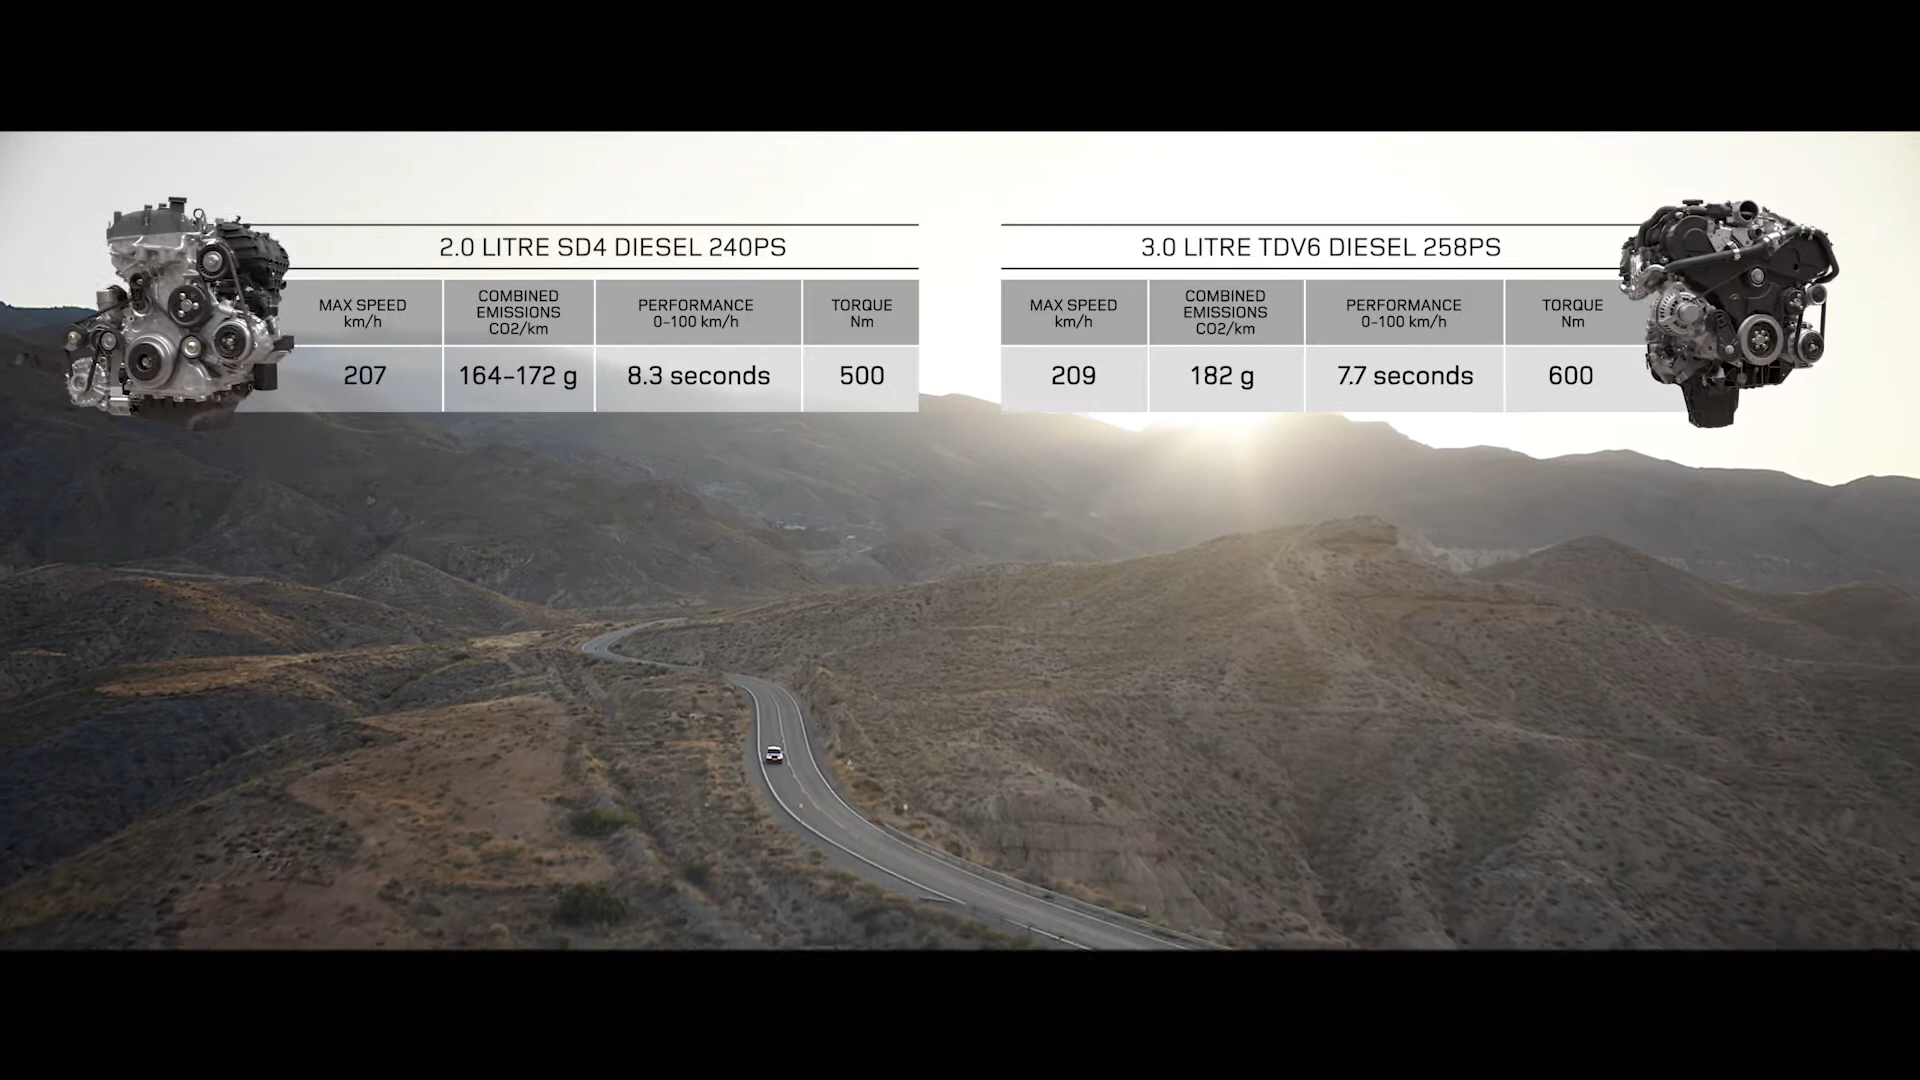 2.0 LITRE SD4 DIESEL 240PS
MAX SPEED
km/h
COMBINED
EMISSIONS
CO2/km
PERFORMANCE
0-100 km/h
TORQUE
Nm
207
164-172 g
8.3 seconds
500
3.0 LITRE TDV6 DIESEL 258PS
MAX SPEED
km/h
COMBINED
EMISSIONS
CO2/km
PERFORMANCE
0-100 km/h
TORQUE
Nm
209
182 g
7.7 seconds
600